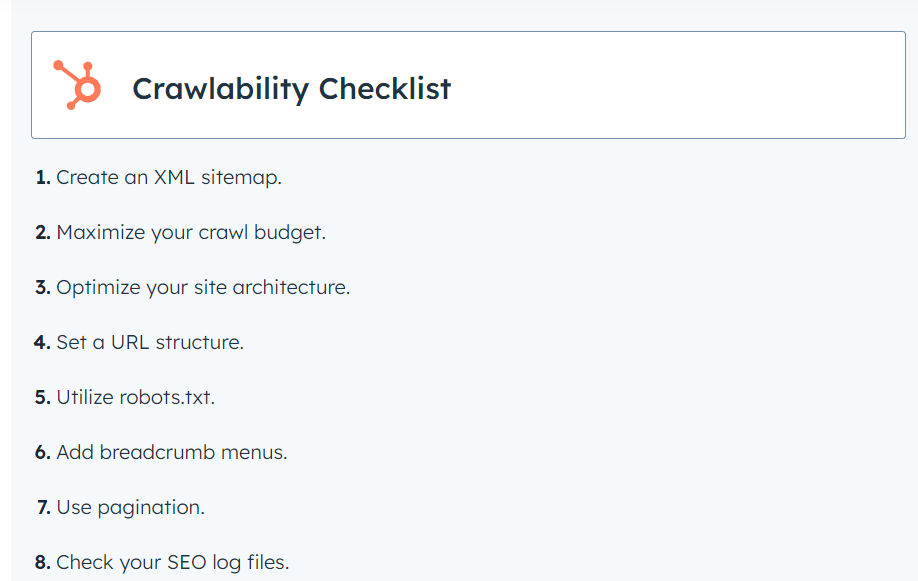 Crawlability Checklist
1. Create an XML sitemap.
2. Maximize your crawl budget.
3. Optimize your site architecture.
4. Set a URL structure.
5. Utilize robots.txt.
6. Add breadcrumb menus.
7. Use pagination.
8. Check your SEO log files.